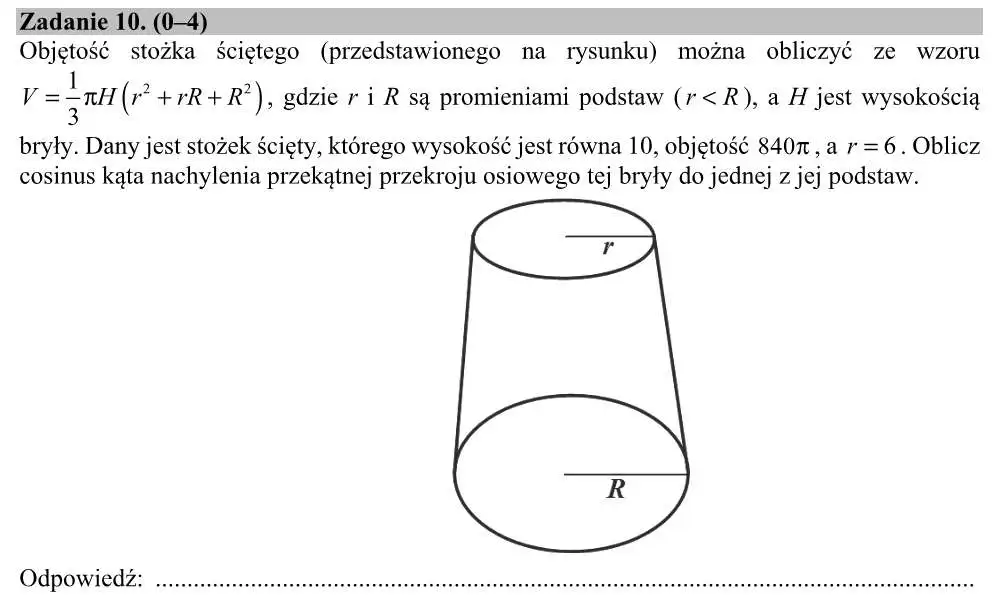 Zadanie 10. (0–4)
Objętość stożka ściętego (przedstawionego na rysunku) można obliczyć ze wzoru
V = 1/3 πH(r² + rR + R²), gdzie r i R są promieniami podstaw (r < R), a H jest wysokością
bryły. Dany jest stożek ścięty, którego wysokość jest równa 10, objętość 840π, a r = 6. Oblicz
cosinus kąta nachylenia przekątnej przekroju osiowego tej bryły do jednej z jej podstaw.
r
R
Odpowiedź: ..................................................................................................................................